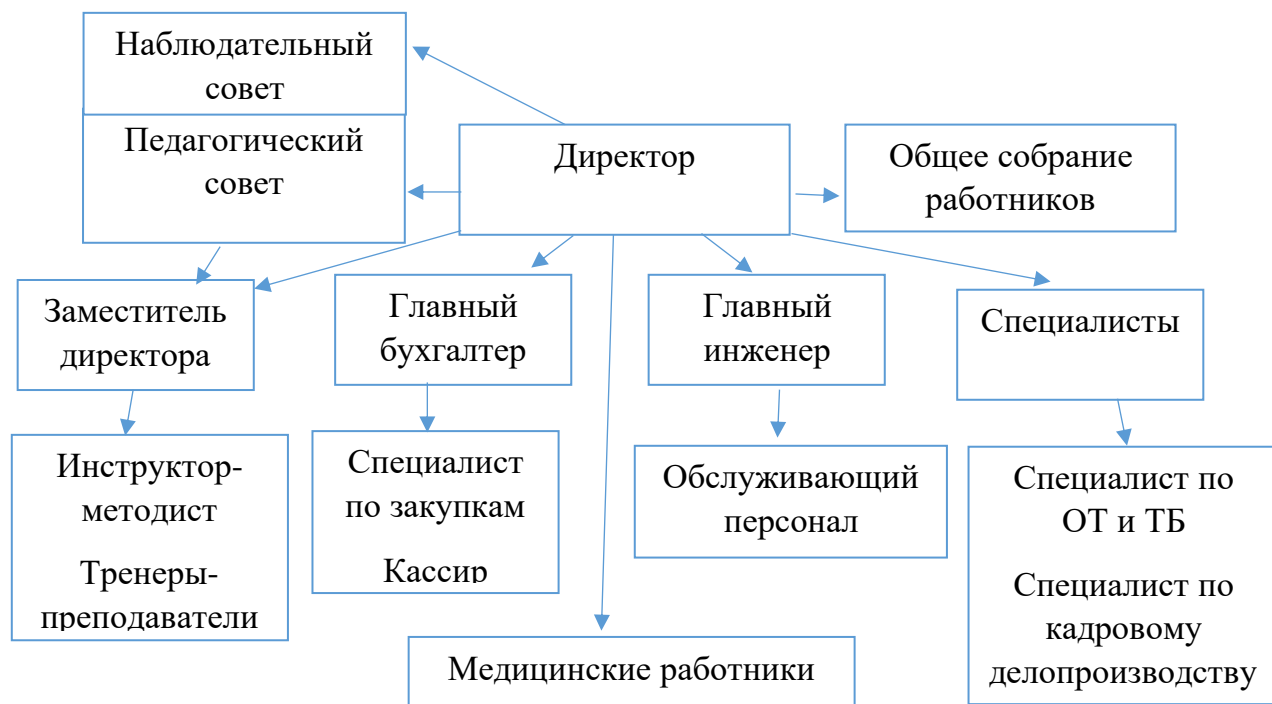 Наблюдательный
совет
Педагогический
совет
Директор
Общее собрание
работников
Заместитель
директора
Главный
бухгалтер
Главный
инженер
Специалисты
Инструктор-
методист
Тренеры-
преподаватели
Специалист
по закупкам
Кассир
Обслуживающий
персонал
Специалист по
ОТ и ТБ
Специалист по
кадровому
делопроизводству
Медицинские работники